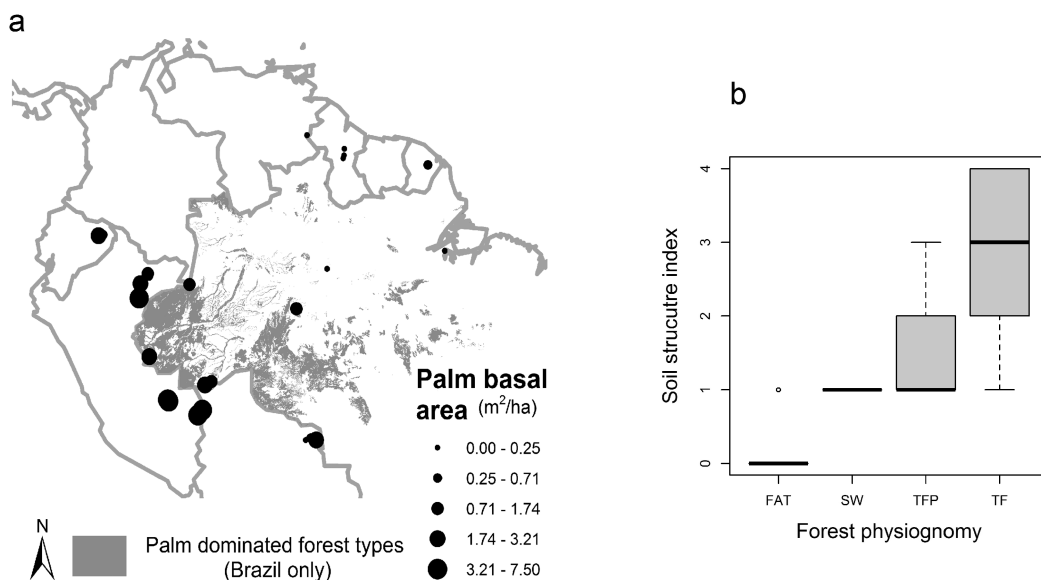 a
Palm basal
area (m²/ha)
0.00 - 0.25
0.25 - 0.71
0.71 - 1.74
1.74 - 3.21
3.21 - 7.50
N
Palm dominated forest types
(Brazil only)
b
Soil strucutre index
4
3
2
1
0
FAT SW TFP TF
Forest physiognomy